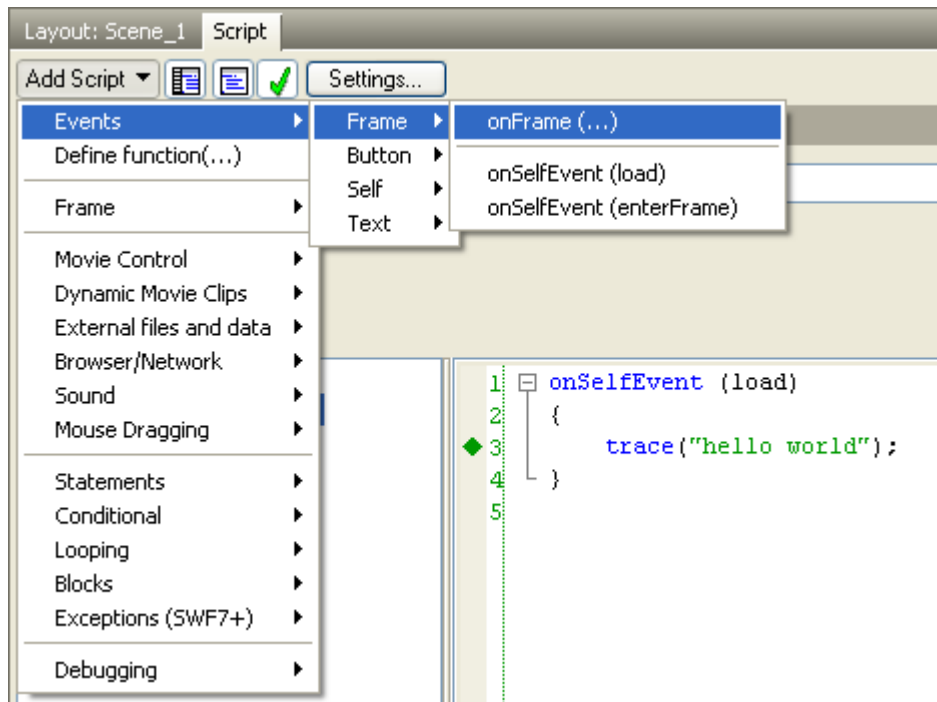 Layout: Scene_1 Script
Add Script Settings...
Events
Define function(...)
Frame
Movie Control
Dynamic Movie Clips
External files and data
Browser/Network
Sound
Mouse Dragging
Statements
Conditional
Looping
Blocks
Exceptions (SWF7+)
Debugging
Frame
Button
Self
Text
onFrame (...)
onSelfEvent (load)
onSelfEvent (enterFrame)
1 onSelfEvent (load)
2 {
3 trace("hello world");
4 }
5